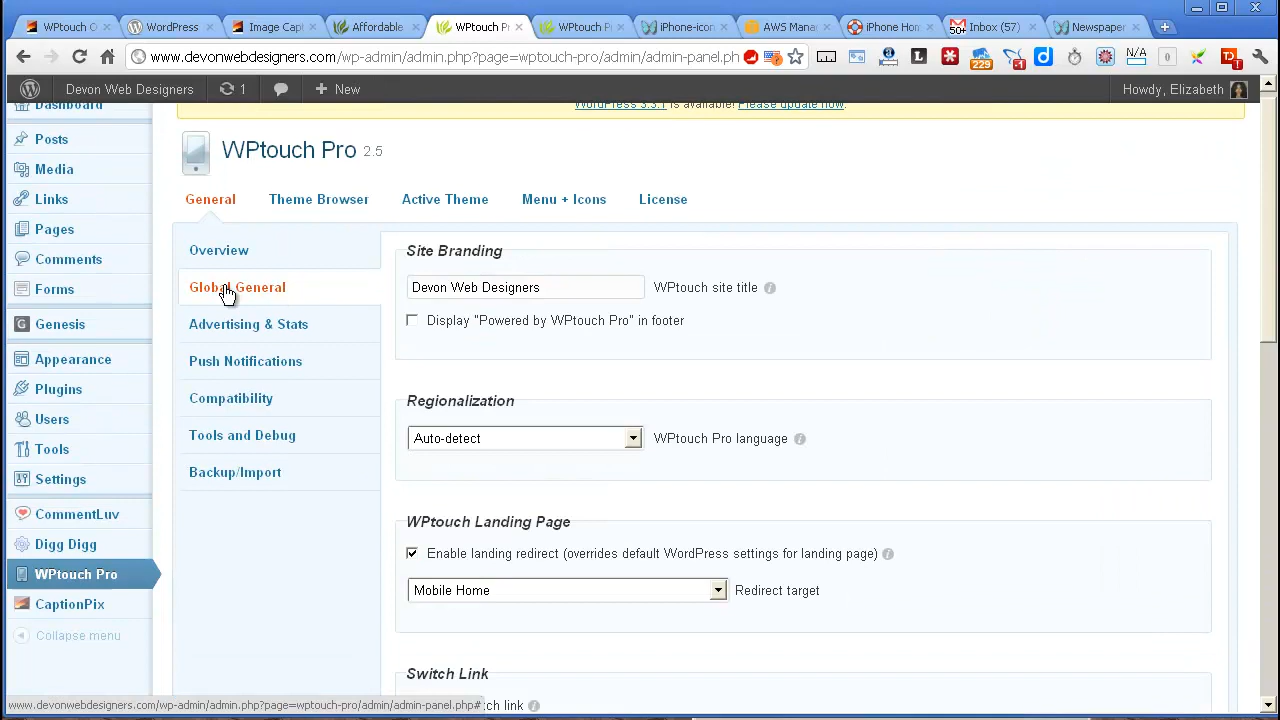 WPtouch O
WordPress
Image Capt
Affordable
WPtouch Pr
WPtouch P
iPhone-icon
AWS Mana
iPhone Hom
Inbox (57)
Newspaper
www.devonwebdesigners.com/wp-admin/admin.php?page=wptouch-pro/admin/admin-panel.ph
229
1
N/A
0
1
Devon Web Designers
1
New
Howdy, Elizabeth
WordPress 3.3.1 is available! Please update now.
Dashboard
Posts
Media
Links
Pages
Comments
Forms
Genesis
Appearance
Plugins
Users
Tools
Settings
CommentLuv
Digg Digg
WPtouch Pro
CaptionPix
Collapse menu
WPtouch Pro 2.5
General
Theme Browser
Active Theme
Menu + Icons
License
Overview
Global General
Advertising & Stats
Push Notifications
Compatibility
Tools and Debug
Backup/Import
Site Branding
Devon Web Designers WPtouch site title
Display "Powered by WPtouch Pro" in footer
Regionalization
Auto-detect WPtouch Pro language
WPtouch Landing Page
Enable landing redirect (overrides default WordPress settings for landing page)
Mobile Home Redirect target
Switch Link
ch link
www.devonwebdesigners.com/wp-admin/admin.php?page=wptouch-pro/admin/admin-panel.php#